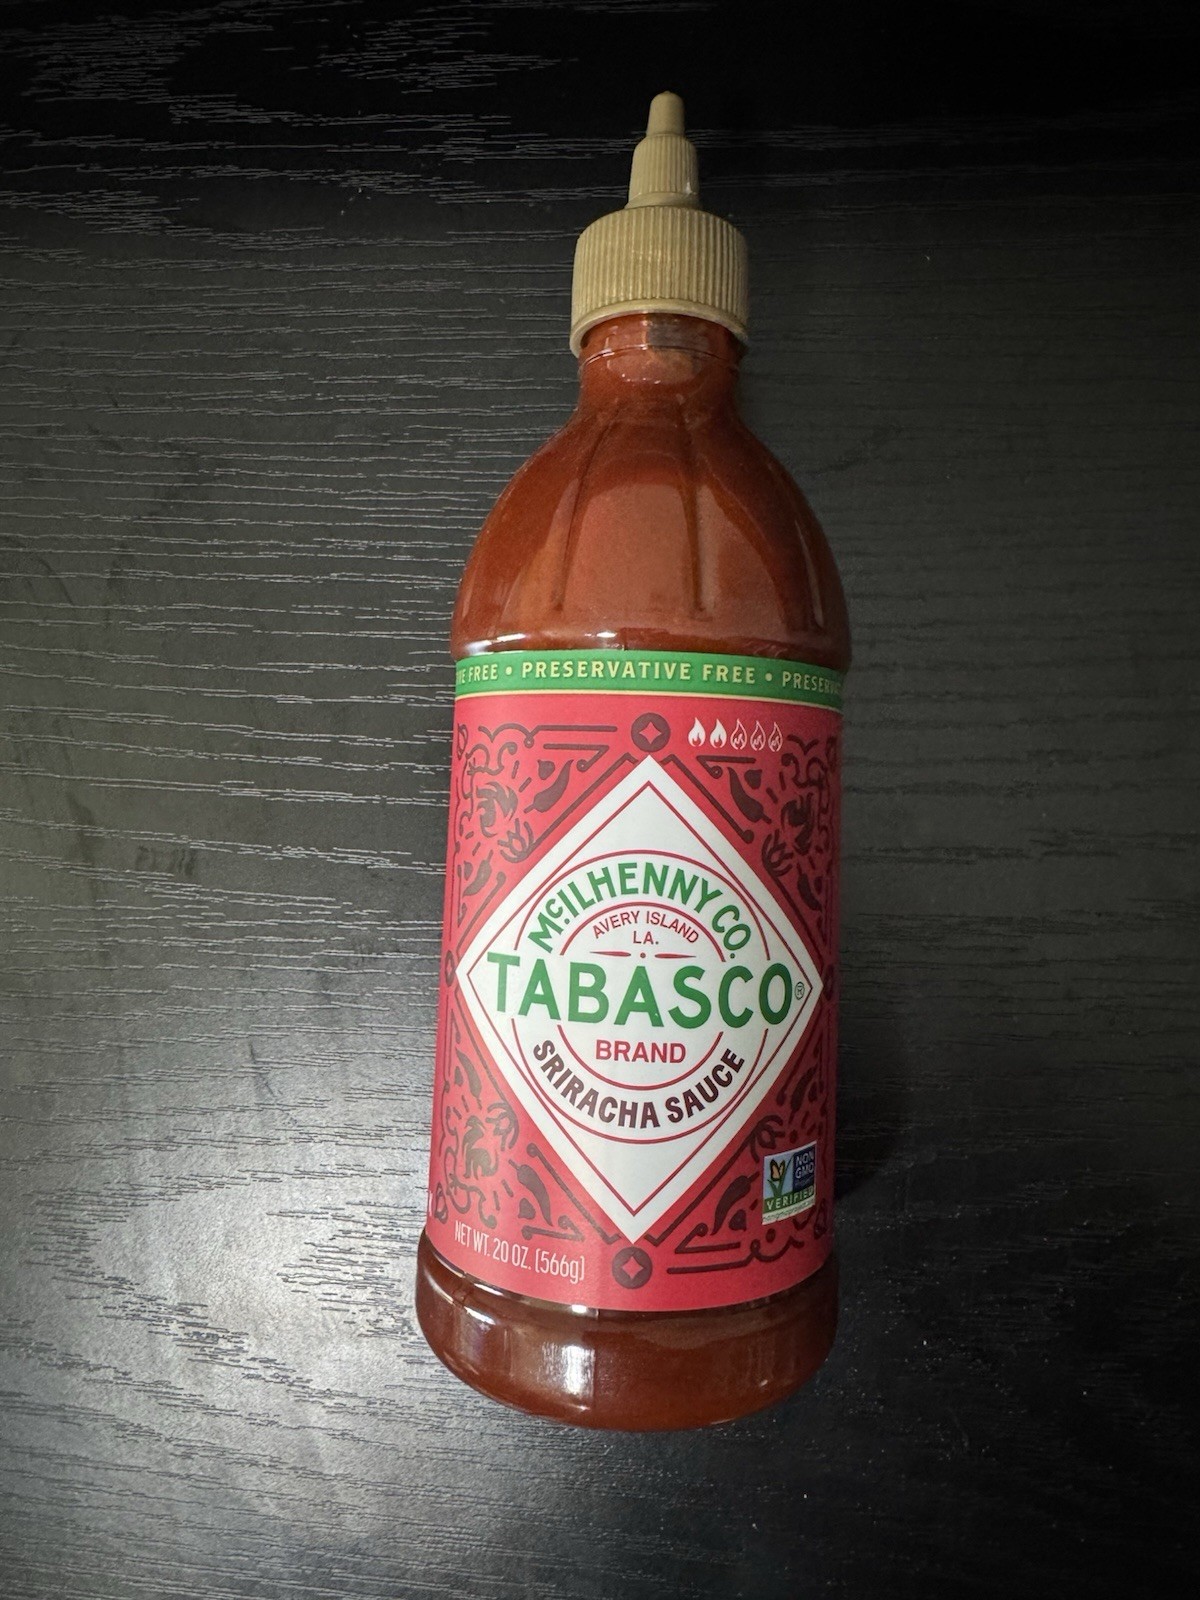 FREE • PRESERVATIVE FREE •
McILHENNY CO.
AVERY ISLAND
LA.
TABASCO®
BRAND
SRIRACHA SAUCE
NON
GMO
VERIFIED
NET WT. 20 OZ. (566g)